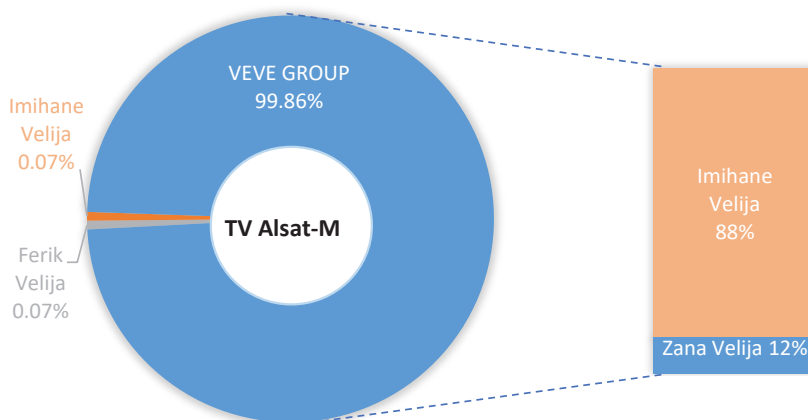 VEVE GROUP
99.86%
Imihane
Velija
0.07%
TV Alsat-M
Ferik
Velija
0.07%
Imihane
Velija
88%
Zana Velija 12%